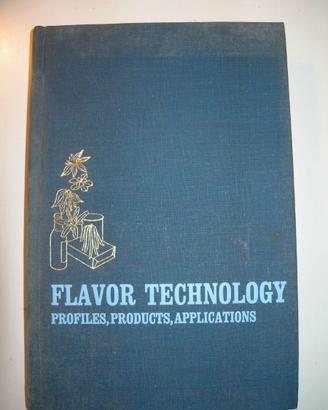 FLAVOR TECHNOLOGY
PROFILES, PRODUCTS, APPLICATIONS